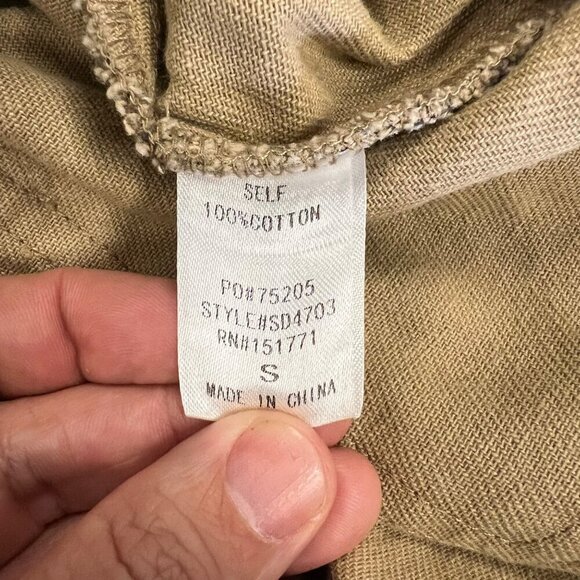 SELF
100%COTTON
PO#75205
STYLE#SD4703
RN#151771
S
MADE IN CHINA